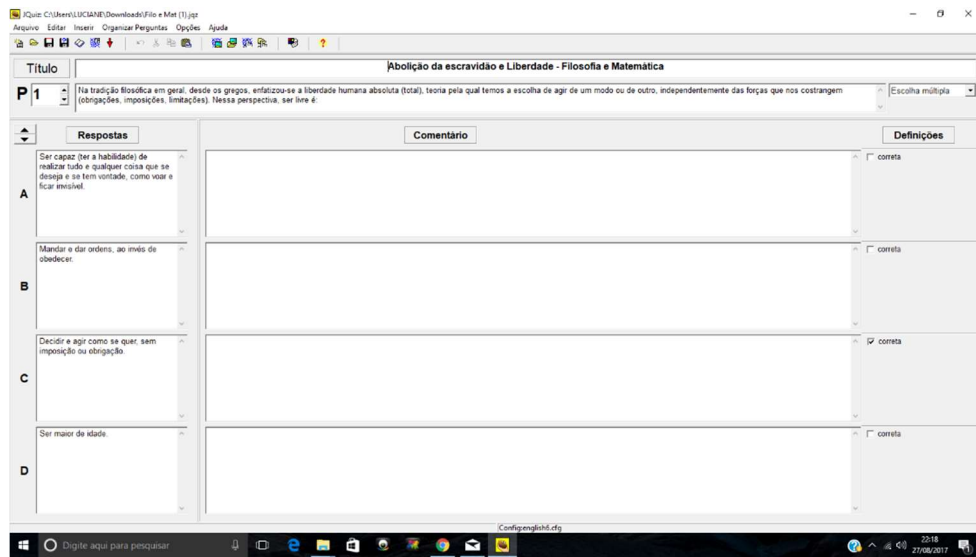 JQuiz: C:\Users\LUCIANE\Downloads\Filo e Mat (1).jqz
Arquivo Editar Inserir Organizar Perguntas Opções Ajuda
Título
Abolição da escravidão e Liberdade - Filosofia e Matemática
P 1
Na tradição filosófica em geral, desde os gregos, enfatizou-se a liberdade humana absoluta (total), teoria pela qual temos a escolha de agir de um modo ou de outro, independentemente das forças que nos costrangem
(obrigações, imposições, limitações). Nessa perspectiva, ser livre é:
Escolha múltipla
Respostas
Comentário
Definições
A
Ser capaz (ter a habilidade) de
realizar tudo e qualquer coisa que se
deseja e se tem vontade, como voar e
ficar invisível.
correta
B
Mandar e dar ordens, ao invés de
obedecer.
correta
C
Decidir e agir como se quer, sem
imposição ou obrigação.
correta
D
Ser maior de idade.
correta
Config:english6.cfg
Digite aqui para pesquisar
22:18
27/08/2017